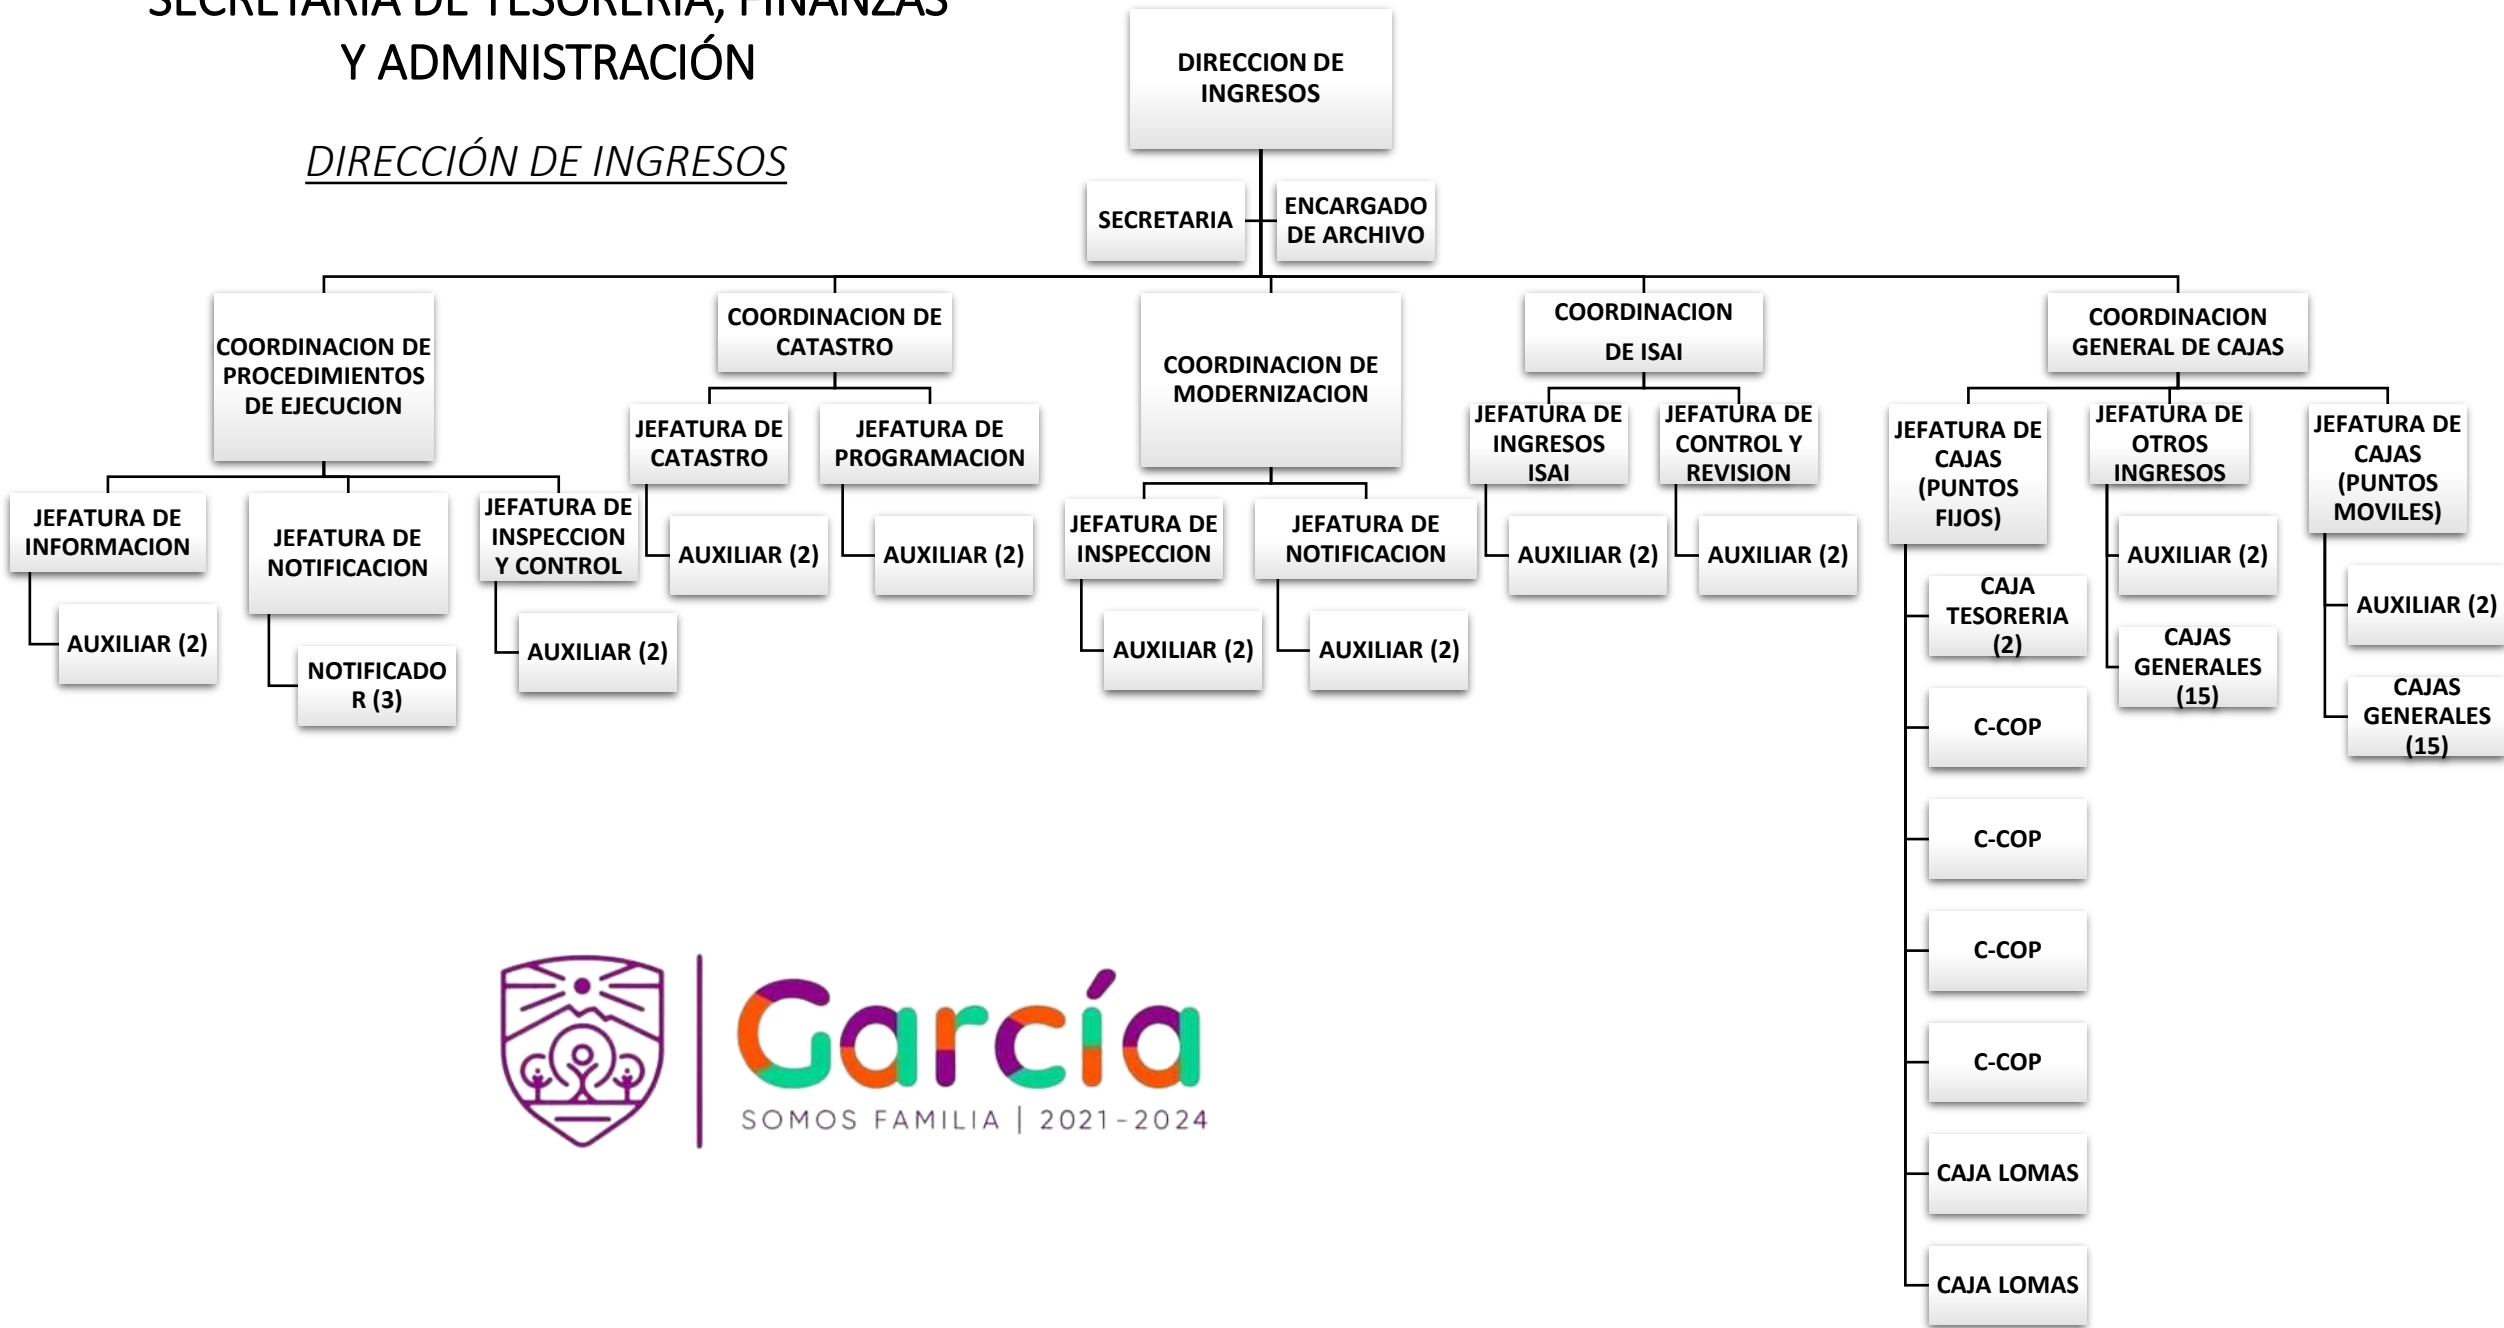 SECRETARÍA DE TESORERÍA, FINANZAS
Y ADMINISTRACIÓN
DIRECCIÓN DE INGRESOS
DIRECCION DE
INGRESOS
SECRETARIA
ENCARGADO
DE ARCHIVO
COORDINACION DE
PROCEDIMIENTOS
DE EJECUCION
JEFATURA DE
INFORMACION
AUXILIAR (2)
JEFATURA DE
NOTIFICACION
NOTIFICADO
R (3)
JEFATURA DE
INSPECCION
Y CONTROL
AUXILIAR (2)
COORDINACION DE
CATASTRO
JEFATURA DE
CATASTRO
AUXILIAR (2)
JEFATURA DE
PROGRAMACION
AUXILIAR (2)
COORDINACION DE
MODERNIZACION
JEFATURA DE
INSPECCION
AUXILIAR (2)
JEFATURA DE
NOTIFICACION
AUXILIAR (2)
COORDINACION
DE ISAI
JEFATURA DE
INGRESOS
ISAI
AUXILIAR (2)
JEFATURA DE
CONTROL Y
REVISION
AUXILIAR (2)
COORDINACION
GENERAL DE CAJAS
JEFATURA DE
CAJAS
(PUNTOS
FIJOS)
CAJA
TESORERIA
(2)
C-COP
C-COP
C-COP
C-COP
CAJA LOMAS
CAJA LOMAS
JEFATURA DE
OTROS
INGRESOS
AUXILIAR (2)
CAJAS
GENERALES
(15)
JEFATURA DE
CAJAS
(PUNTOS
MOVILES)
AUXILIAR (2)
CAJAS
GENERALES
(15)
García
SOMOS FAMILIA | 2021-2024